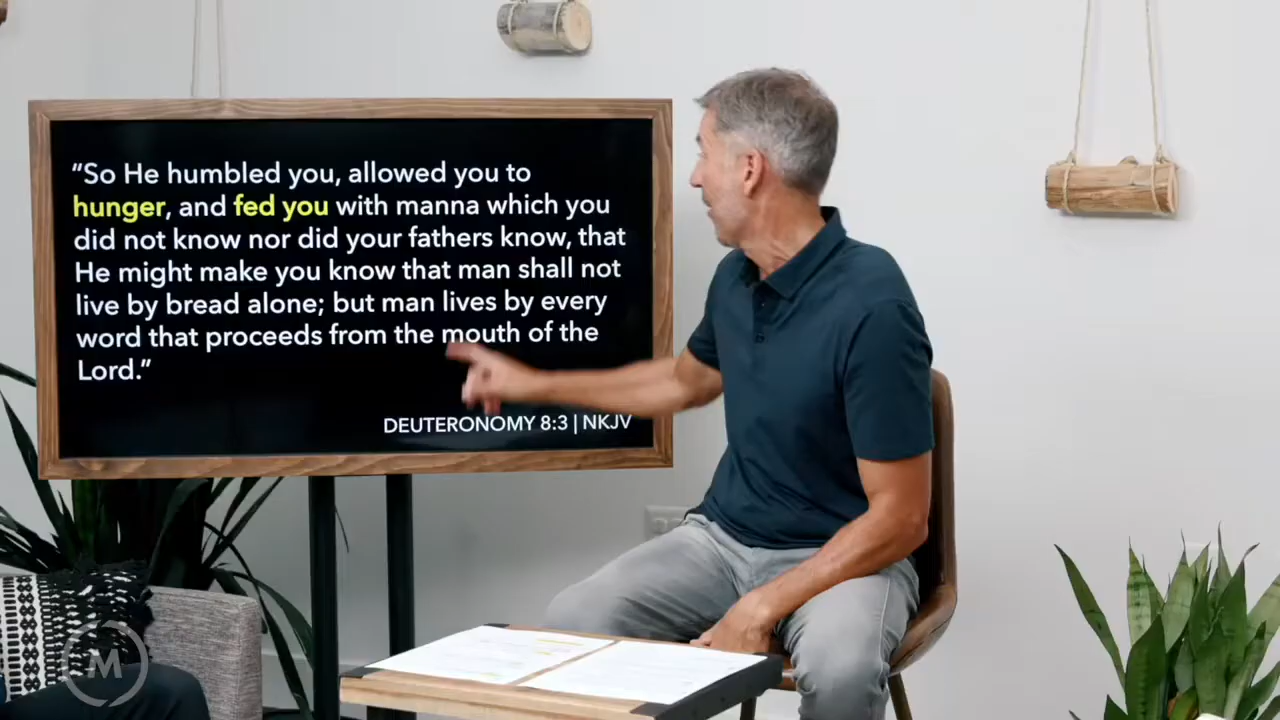 “So He humbled you, allowed you to
hunger, and fed you with manna which you
did not know nor did your fathers know, that
He might make you know that man shall not
live by bread alone; but man lives by every
word that proceeds from the mouth of the
Lord.”
DEUTERONOMY 8:3 | NKJV
M